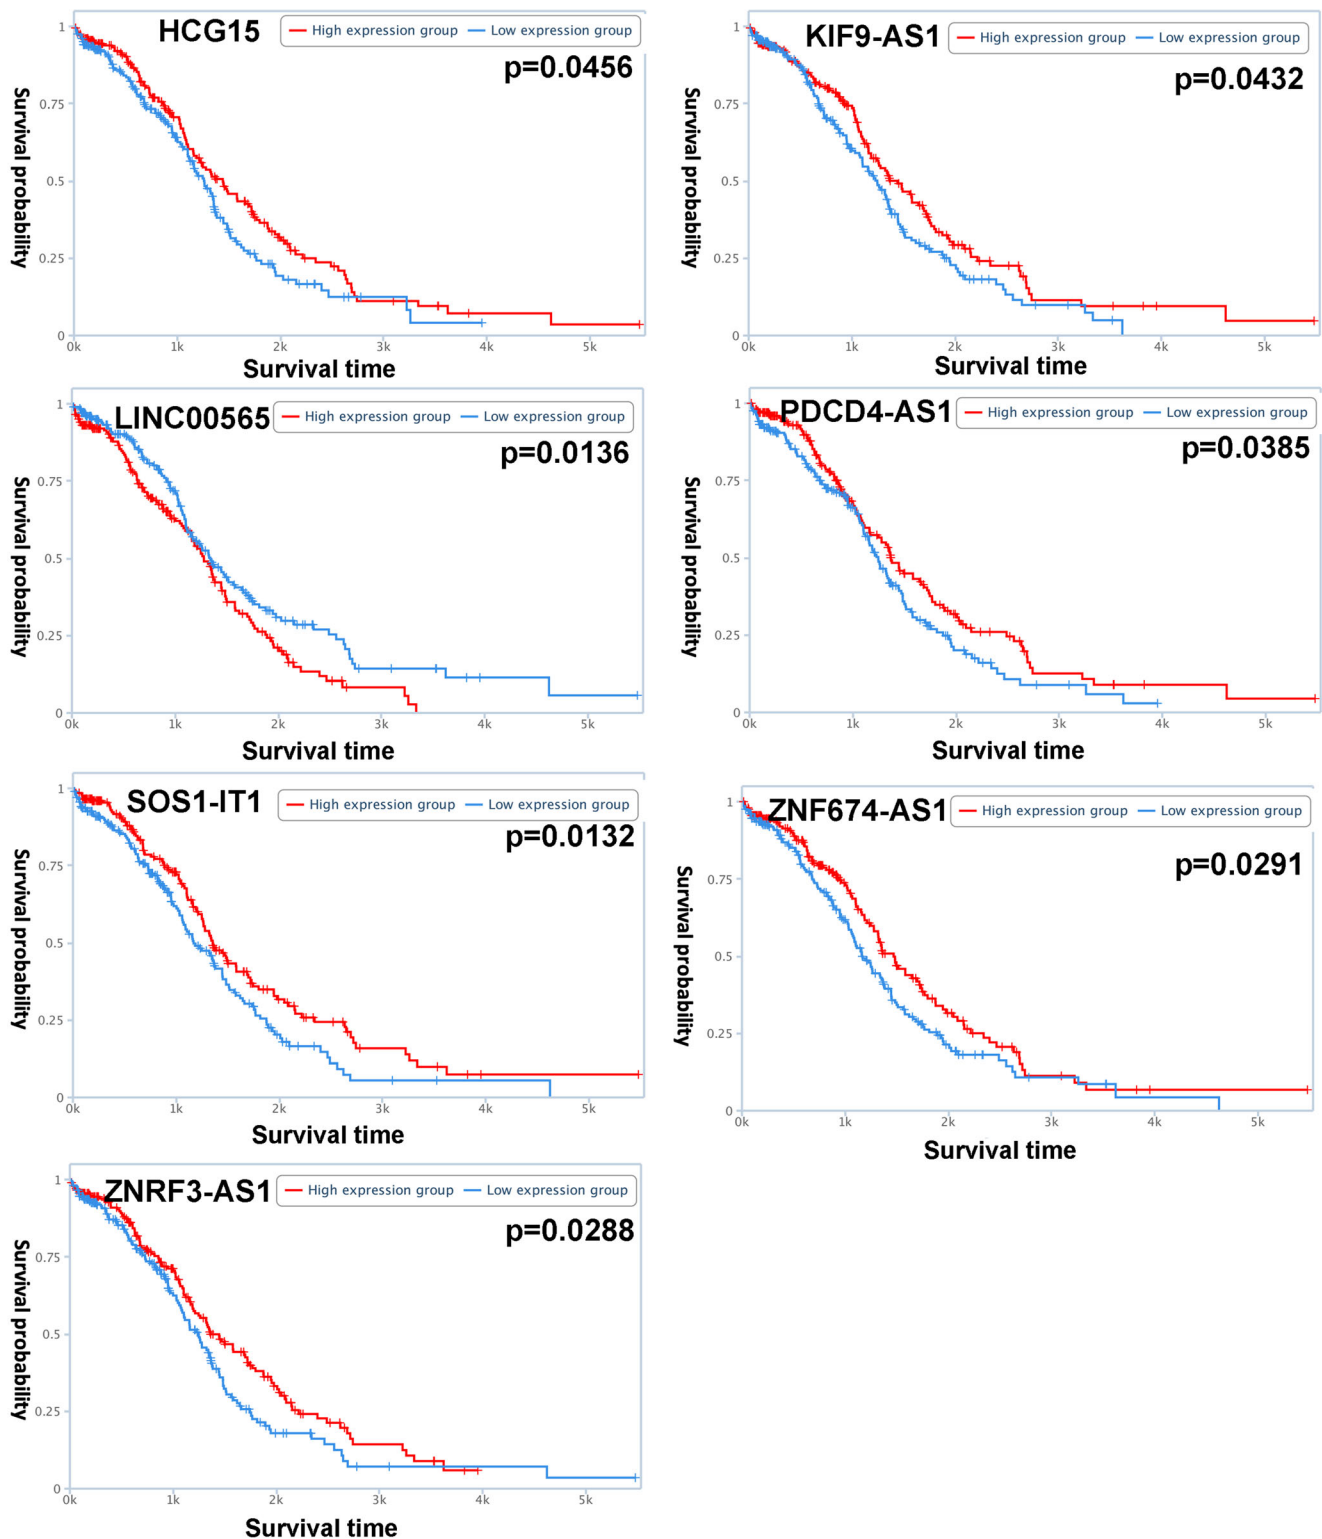 HCG15
High expression group
Low expression group
p=0.0456
Survival probability
1
0.75
0.5
0.25
0
0k
1k
2k
3k
4k
5k
Survival time
KIF9-AS1
High expression group
Low expression group
p=0.0432
Survival probability
1
0.75
0.5
0.25
0
0k
1k
2k
3k
4k
5k
Survival time
LINC00565
High expression group
Low expression group
p=0.0136
Survival probability
1
0.75
0.5
0.25
0
0k
1k
2k
3k
4k
5k
Survival time
PDCD4-AS1
High expression group
Low expression group
p=0.0385
Survival probability
1
0.75
0.5
0.25
0
0k
1k
2k
3k
4k
5k
Survival time
SOS1-IT1
High expression group
Low expression group
p=0.0132
Survival probability
1
0.75
0.5
0.25
0
0k
1k
2k
3k
4k
5k
Survival time
ZNF674-AS1
High expression group
Low expression group
p=0.0291
Survival probability
1
0.75
0.5
0.25
0
0k
1k
2k
3k
4k
5k
Survival time
ZNRF3-AS1
High expression group
Low expression group
p=0.0288
Survival probability
1
0.75
0.5
0.25
0
0k
1k
2k
3k
4k
5k
Survival time